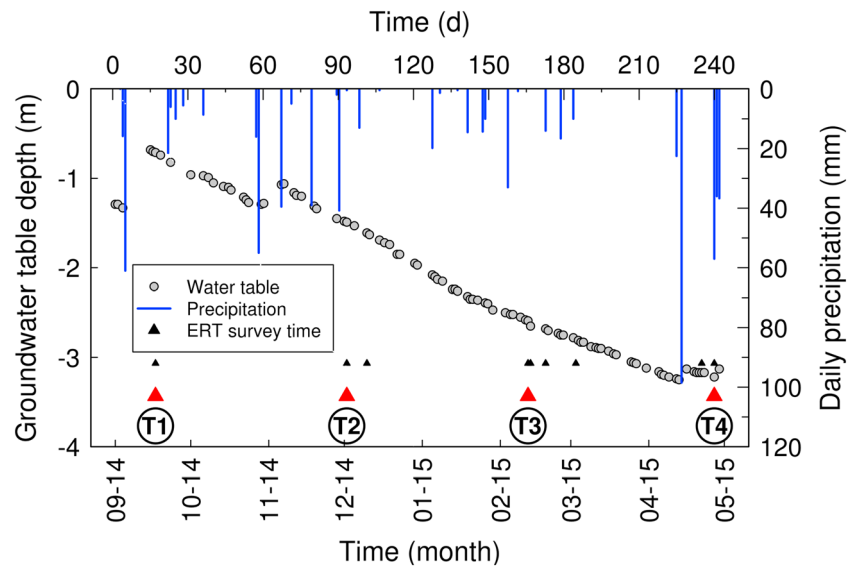 Time (d)
0 30 60 90 120 150 180 210 240
Groundwater table depth (m)
0
-1
-2
-3
-4
Daily precipitation (mm)
0
20
40
60
80
100
120
Water table
Precipitation
ERT survey time
T1 T2 T3 T4
09-14 10-14 11-14 12-14 01-15 02-15 03-15 04-15 05-15
Time (month)